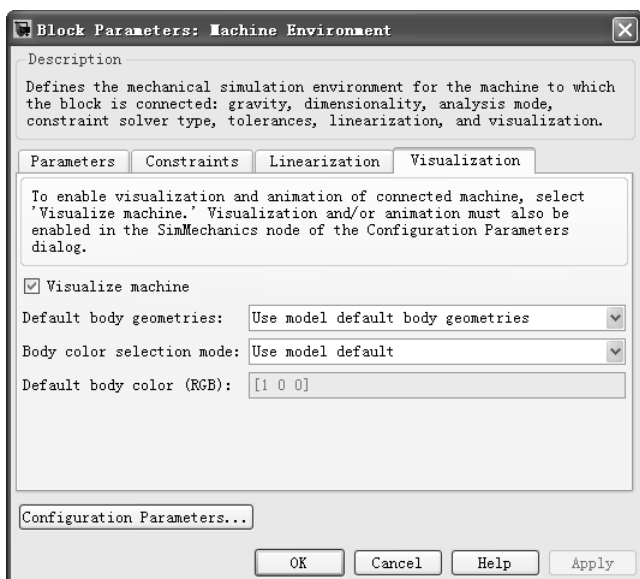 Block Parameters: Machine Environment
Description
Defines the mechanical simulation environment for the machine to which
the block is connected: gravity, dimensionality, analysis mode,
constraint solver type, tolerances, linearization, and visualization.
Parameters Constraints Linearization Visualization
To enable visualization and animation of connected machine, select
'Visualize machine.' Visualization and/or animation must also be
enabled in the SimMechanics node of the Configuration Parameters
dialog.
Visualize machine
Default body geometries: Use model default body geometries
Body color selection mode: Use model default
Default body color (RGB): [1 0 0]
Configuration Parameters...
OK Cancel Help Apply